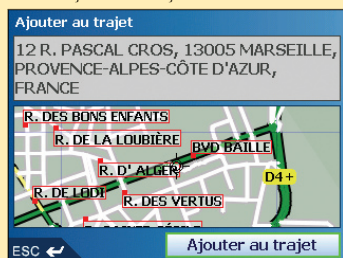 Ajouter au trajet
12 R. PASCAL CROS, 13005 MARSEILLE,
PROVENCE-ALPES-CÔTE D'AZUR,
FRANCE
R. DES BONS ENFANTS
R. DE LA LOUBIÈRE
BVD BAILLE
R. D' ALGER
D4+
R. DE LODI
R. DES VERTUS
ESC
Ajouter au trajet